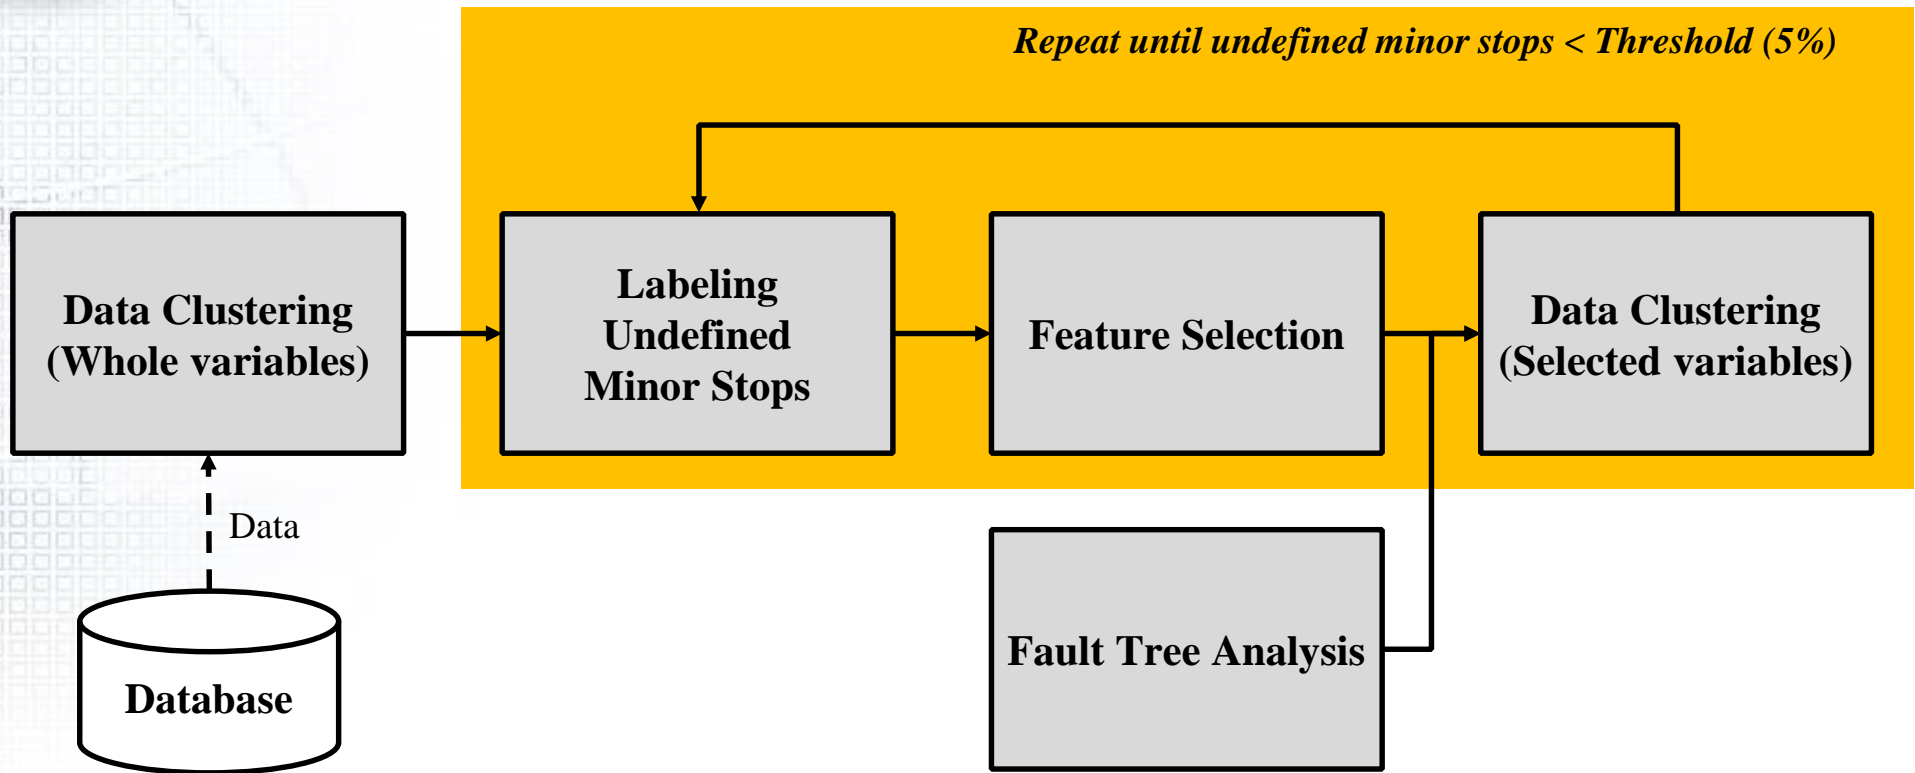 Repeat until undefined minor stops < Threshold (5%)
Data Clustering
(Whole variables)
Labeling
Undefined
Minor Stops
Feature Selection
Data Clustering
(Selected variables)
Data
Database
Fault Tree Analysis